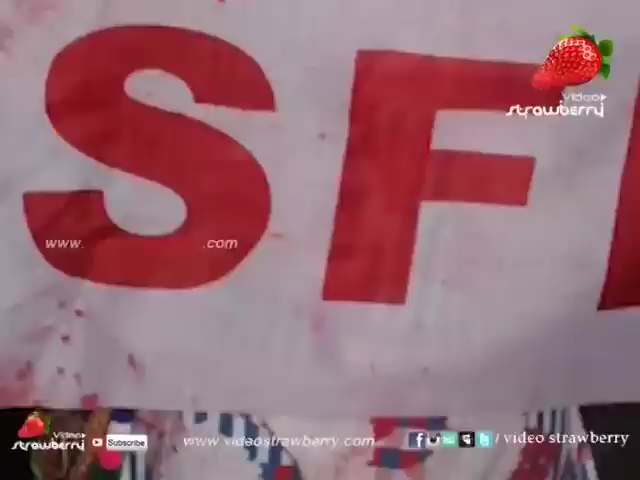 SF
video
strawberry
www. .com
video
strawberry
Subscribe
www.videostrawberry.com
/ video strawberry